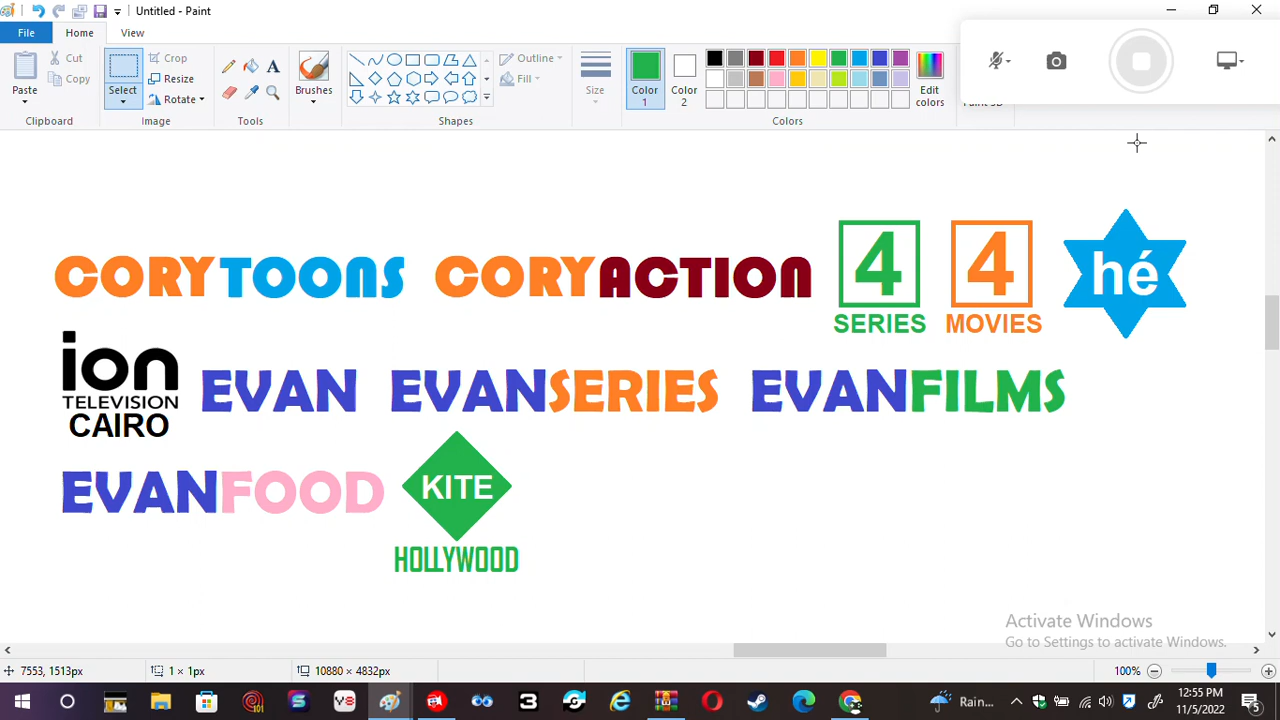 Untitled - Paint
File Home View
Paste
Cut
Copy
Clipboard
Select
Crop
Resize
Rotate
Image
A
Tools
Brushes
Outline
Fill
Shapes
Size
Color 1
Color 2
Edit colors
Colors
CORYTOONS CORYACTION 4 SERIES 4 MOVIES hé
ion TELEVISION CAIRO EVAN EVANSERIES EVANFILMS
EVANFOOD KITE HOLLYWOOD
Activate Windows
Go to Settings to activate Windows.
7553, 1513px 1 × 1px 10880 × 4832px 100%
Rain... 12:55 PM
11/5/2022 5